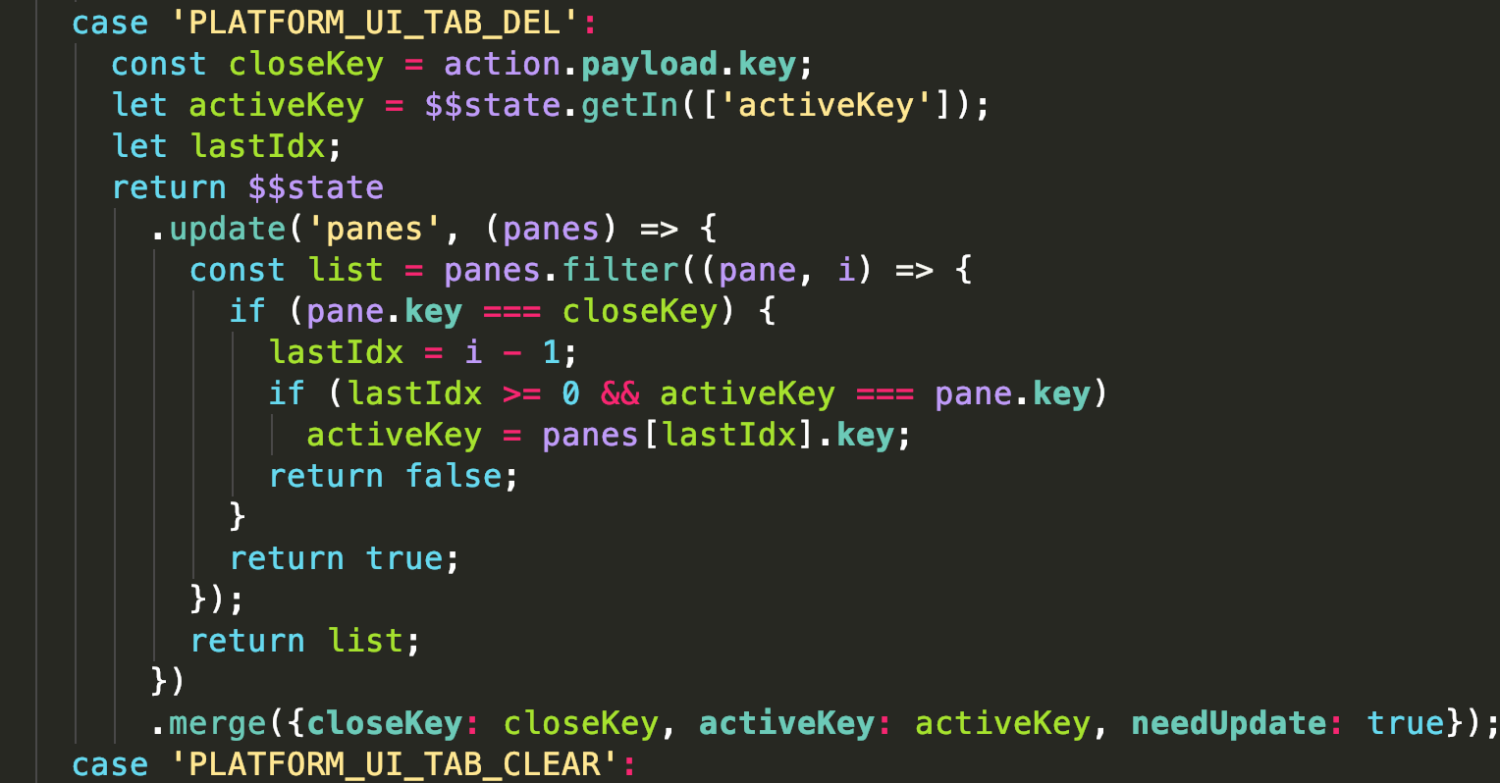 case 'PLATFORM_UI_TAB_DEL':
const closeKey = action.payload.key;
let activeKey = $$state.getIn(['activeKey']);
let lastIdx;
return $$state
.update('panes', (panes) => {
const list = panes.filter((pane, i) => {
if (pane.key === closeKey) {
lastIdx = i - 1;
if (lastIdx >= 0 && activeKey === pane.key)
activeKey = panes[lastIdx].key;
return false;
}
return true;
});
return list;
})
.merge({closeKey: closeKey, activeKey: activeKey, needUpdate: true});
case 'PLATFORM_UI_TAB_CLEAR':